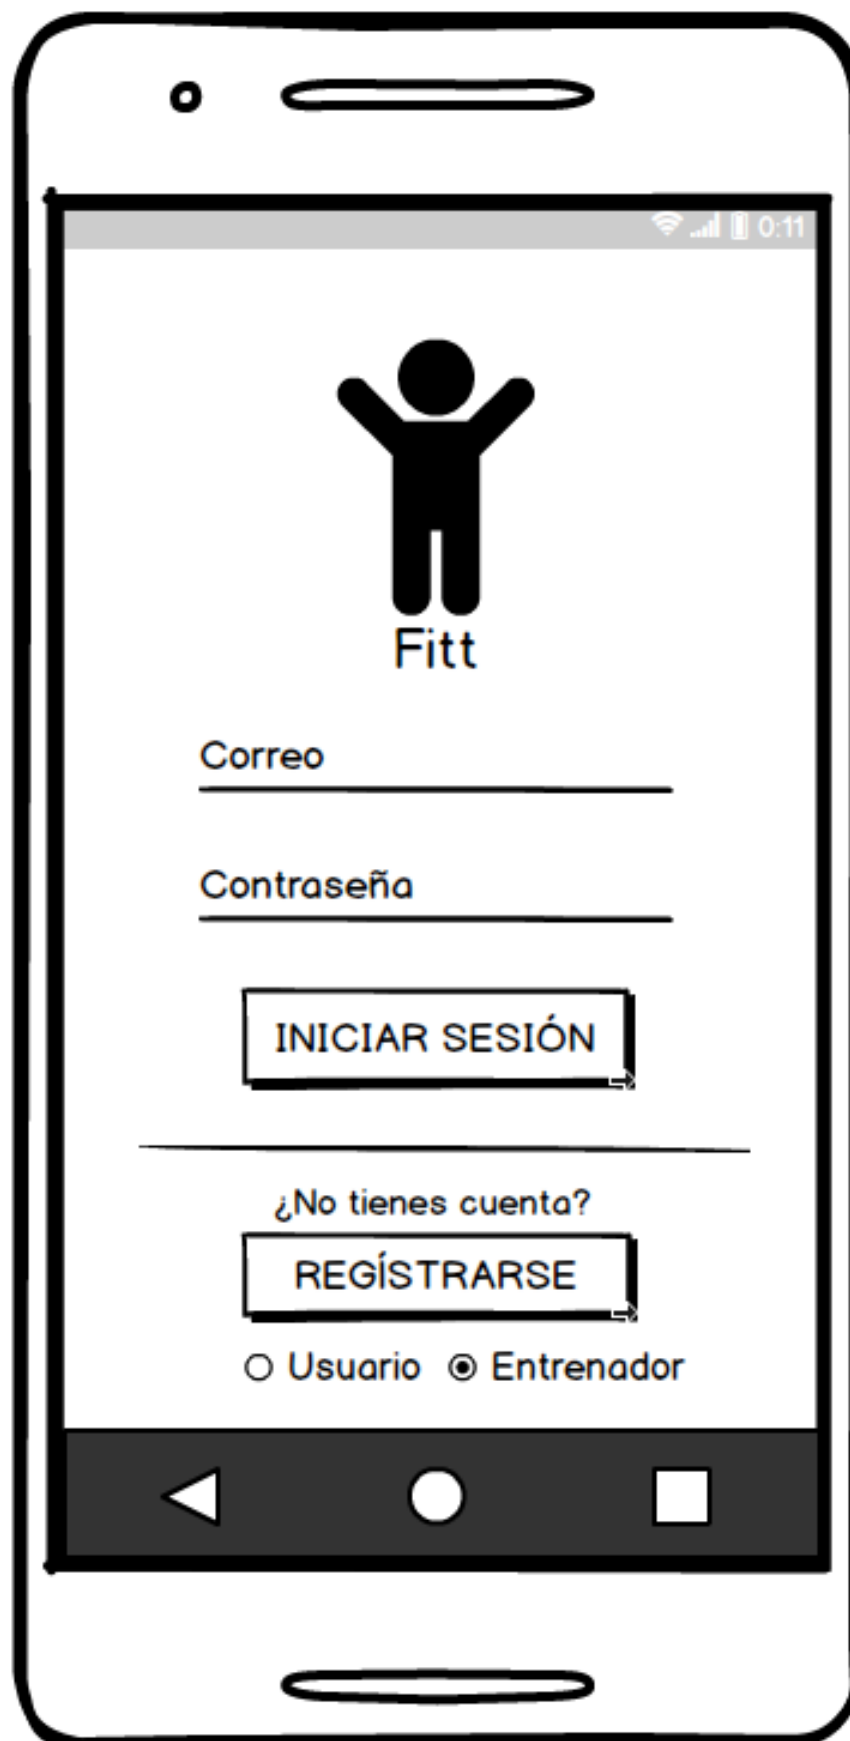 0:11
Fitt
Correo
Contraseña
INICIAR SESIÓN
¿No tienes cuenta?
REGÍSTRARSE
Usuario Entrenador